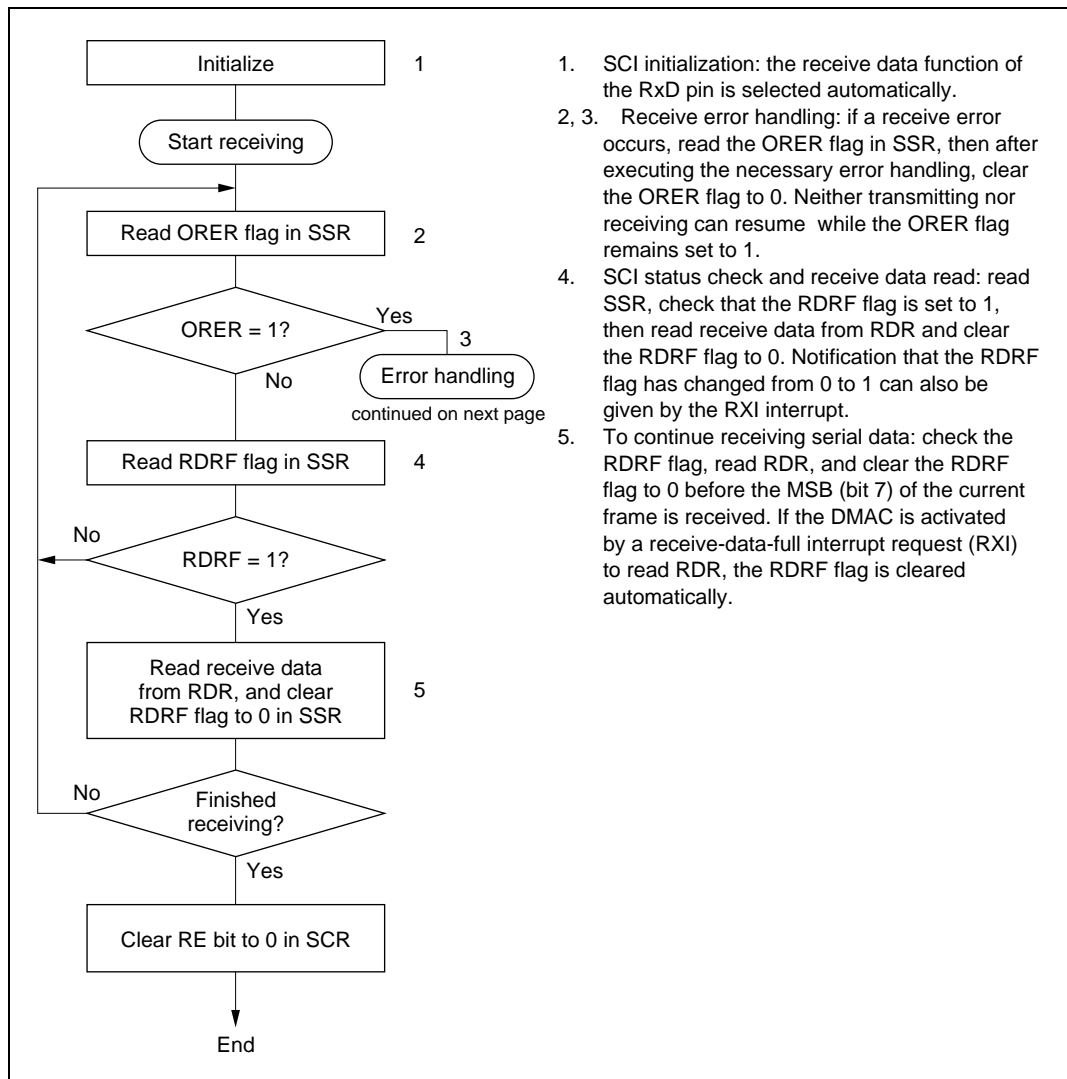 Initialize
1
Start receiving
Read ORER flag in SSR
2
ORER = 1?
Yes
3
Error handling
continued on next page
No
Read RDRF flag in SSR
4
No
RDRF = 1?
Yes
Read receive data
from RDR, and clear
RDRF flag to 0 in SSR
5
No
Finished
receiving?
Yes
Clear RE bit to 0 in SCR
End
1. SCI initialization: the receive data function of
the RxD pin is selected automatically.
2, 3. Receive error handling: if a receive error
occurs, read the ORER flag in SSR, then after
executing the necessary error handling, clear
the ORER flag to 0. Neither transmitting nor
receiving can resume while the ORER flag
remains set to 1.
4. SCI status check and receive data read: read
SSR, check that the RDRF flag is set to 1,
then read receive data from RDR and clear
the RDRF flag to 0. Notification that the RDRF
flag has changed from 0 to 1 can also be
given by the RXI interrupt.
5. To continue receiving serial data: check the
RDRF flag, read RDR, and clear the RDRF
flag to 0 before the MSB (bit 7) of the current
frame is received. If the DMAC is activated
by a receive-data-full interrupt request (RXI)
to read RDR, the RDRF flag is cleared
automatically.